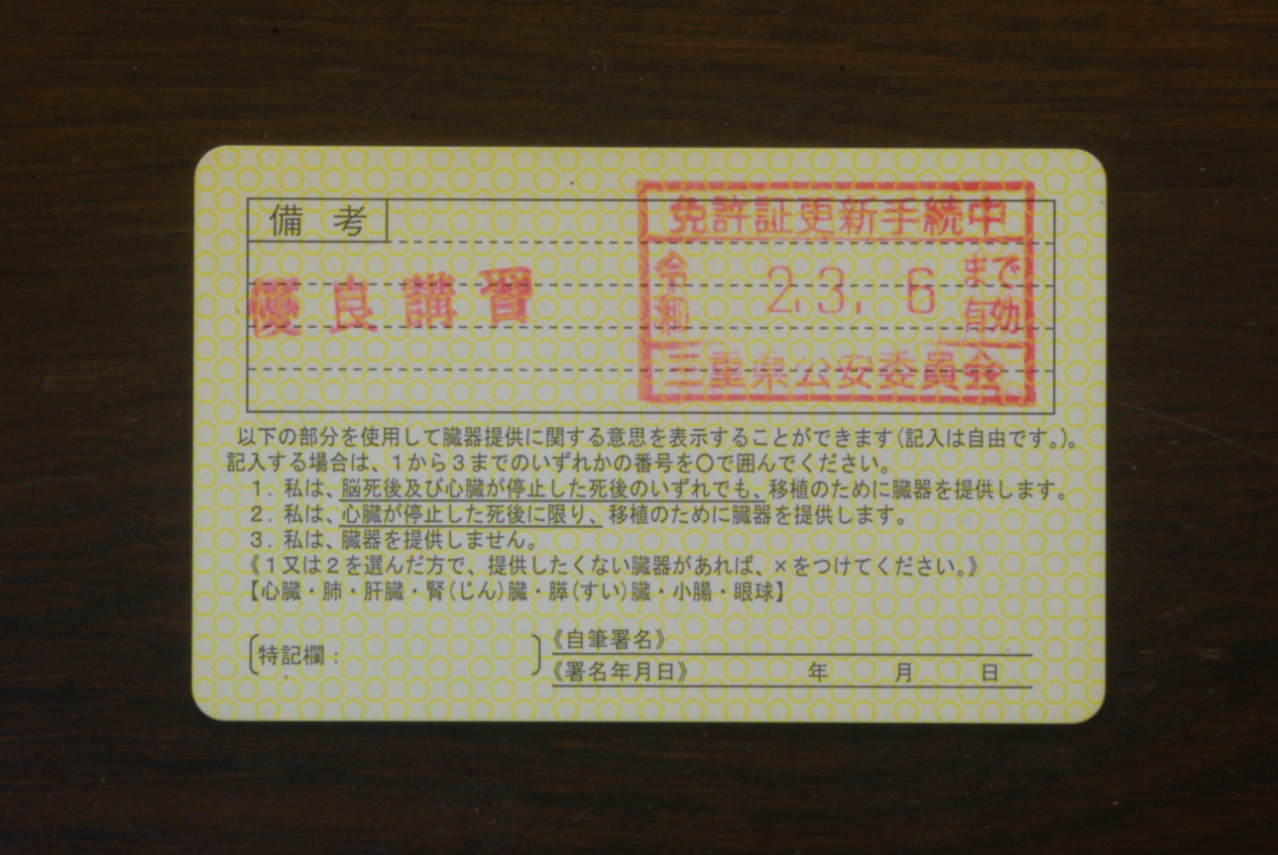 備考
免許証更新手続中
優良講習
令和 2.3.6 まで有効
三重県公安委員会
以下の部分を使用して臓器提供に関する意思を表示することができます(記入は自由です。)。
記入する場合は、1から3までのいずれかの番号を〇で囲んでください。
1. 私は、脳死後及び心臓が停止した死後のいずれでも、移植のために臓器を提供します。
2. 私は、心臓が停止した死後に限り、移植のために臓器を提供します。
3. 私は、臓器を提供しません。
《1又は2を選んだ方で、提供したくない臓器があれば、×をつけてください。》
【心臓・肺・肝臓・腎(じん)臓・膵(すい)臓・小腸・眼球】
〔特記欄: 〕
《自筆署名》
《署名年月日》 年 月 日